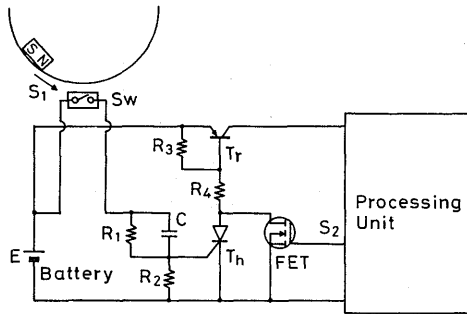 S N
S1
Sw
R3
Tr
R4
Processing
Unit
C
R1
S2
E
Battery
R2
Th
FET